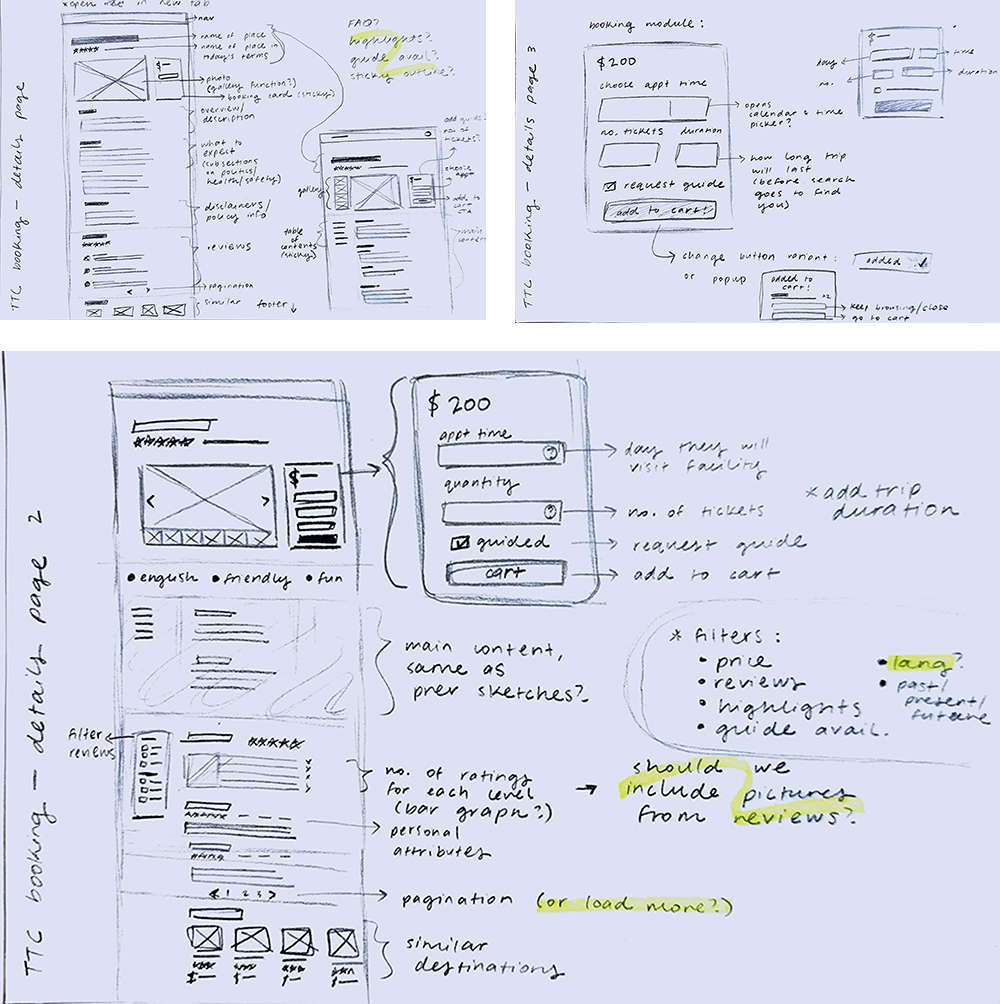 *open    in new tab
TTC booking — details page
nav
name of place
name of place in
today's terms
photo
(gallery function?)
booking card (sticky)
overview/
description
what to
expect
(subsections
on politics/
health/safety)
disclaimers/
policy info
reviews
pagination
similar
footer ↓
FAQ?
highlights?
guide avail?
sticky outline?
add guide
no. of
tickets?
choose
appt
add to
cart
CTA
gallery
table of
contents
(sticky)
main
content
TTC booking — details page 3
booking module:
$200
choose appt time
no. tickets duration
request guide
add to cart!
opens
calendar & time
picker?
how long trip
will last
(before search
goes to find
you)
change button variant:
added ✓
or popup
added to
cart!
x2
keep browsing/close
go to cart
$—
day
time
no.
duration
TTC booking — details page 2
$—
• english • friendly • fun
filter
reviews
< 1 2 3 >
$— $— $— $—
$200
appt time
?
quantity
?
guided
cart
day they will
visit facility
no. of tickets
request guide
add to cart
*add trip
duration
main content,
same as
prev sketches?
no. of ratings
for each level
(bar graph?)
personal
attributes
→ should we
include pictures
from reviews?
pagination (or load more?)
similar
destinations
* filters:
• price
• reviews
• highlights
• guide avail.
• lang?
• past/
present/
future